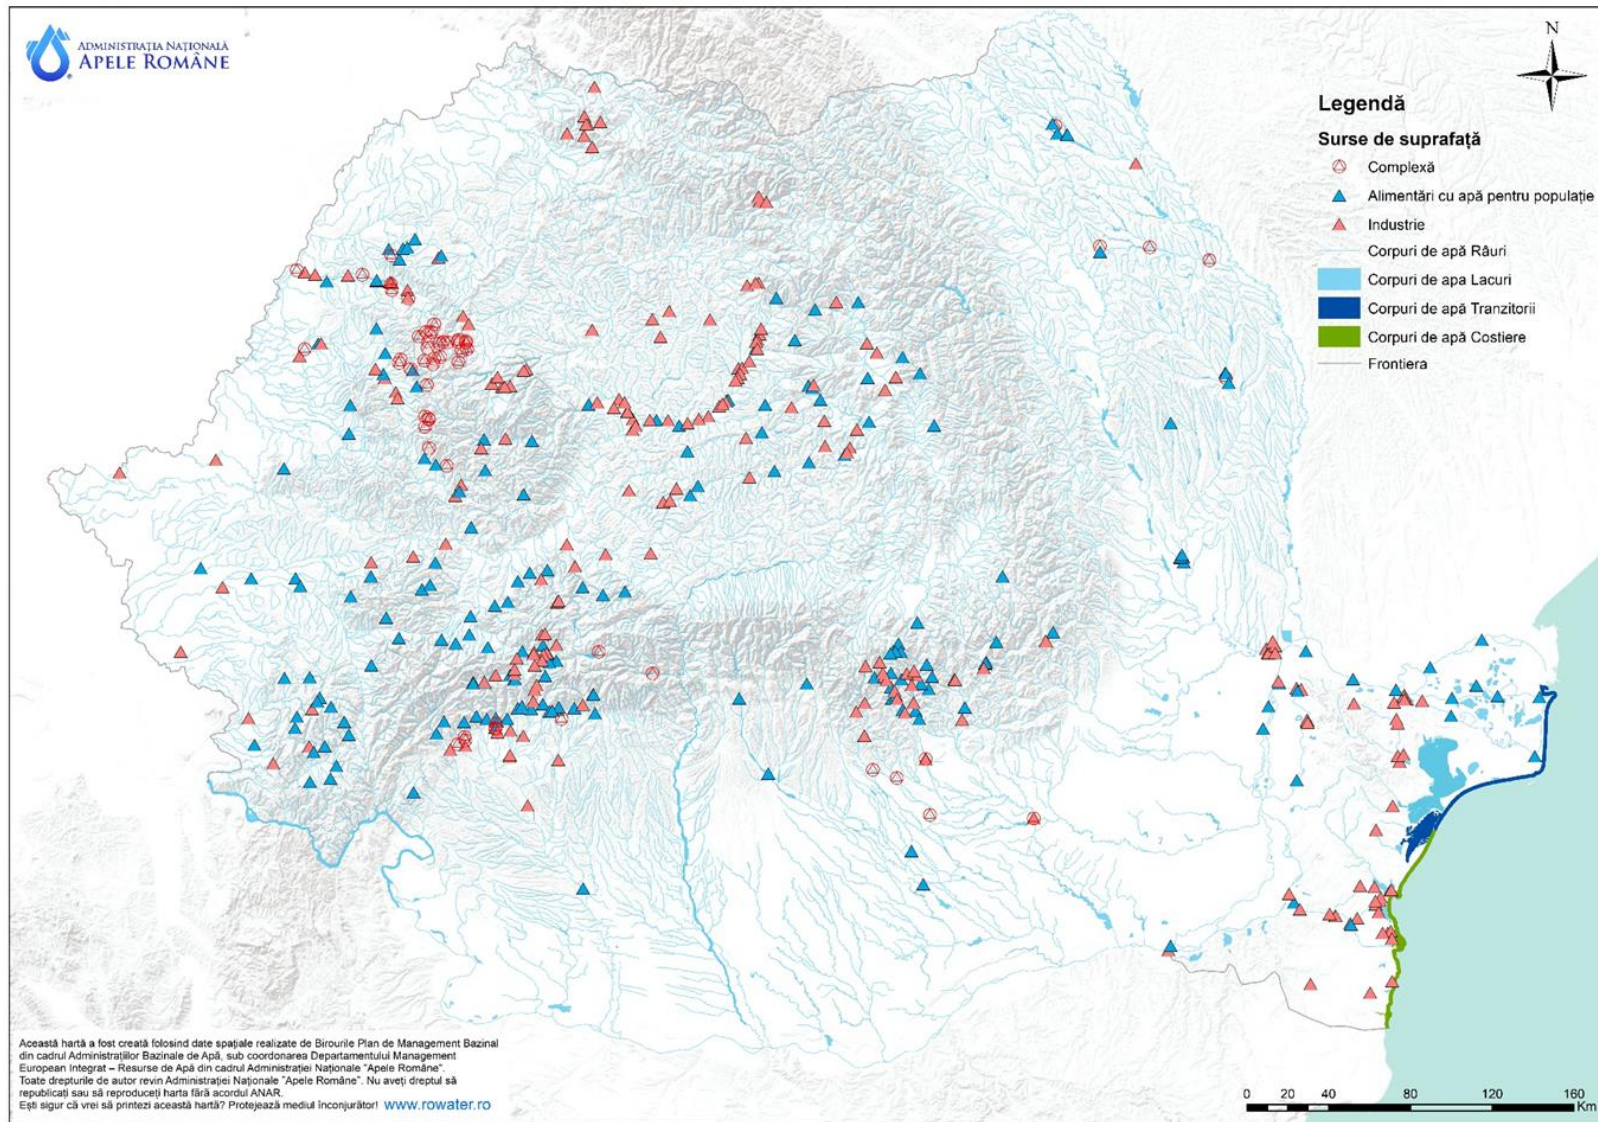 ADMINISTRAȚIA NAȚIONALĂ
APELE ROMÂNE
N
Legendă
Surse de suprafață
Complexă
Alimentări cu apă pentru populație
Industrie
Corpuri de apă Râuri
Corpuri de apa Lacuri
Corpuri de apă Tranzitorii
Corpuri de apă Costiere
Frontiera
Această hartă a fost creată folosind date spațiale realizate de Birourile Plan de Management Bazinal
din cadrul Administrațiilor Bazinale de Apă, sub coordonarea Departamentului Management
European Integrat – Resurse de Apă din cadrul Administrației Naționale "Apele Române".
Toate drepturile de autor revin Administrației Naționale "Apele Române". Nu aveți dreptul să
republicați sau să reproduceți harta fără acordul ANAR.
Ești sigur că vrei să printezi această hartă? Protejează mediul înconjurător! www.rowater.ro
0 40 80 120 160
Km